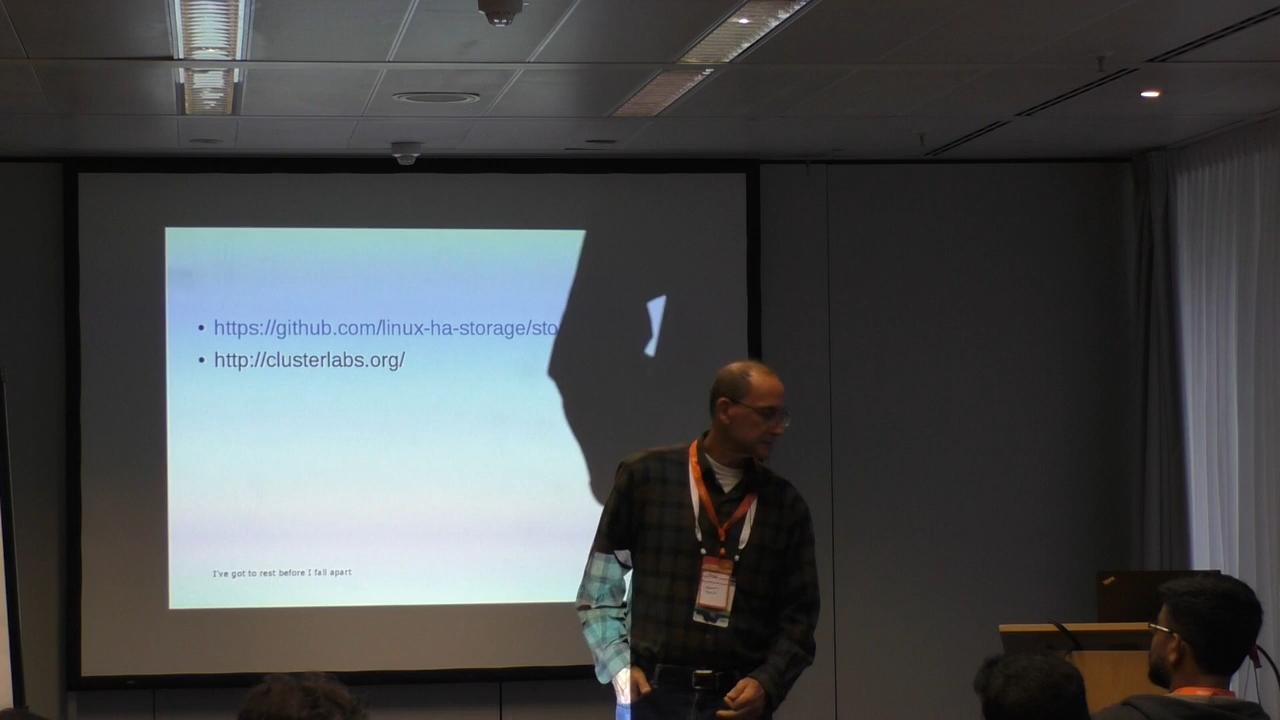 • https://github.com/linux-ha-storage/sto
• http://clusterlabs.org/
I've got to rest before I fall apart